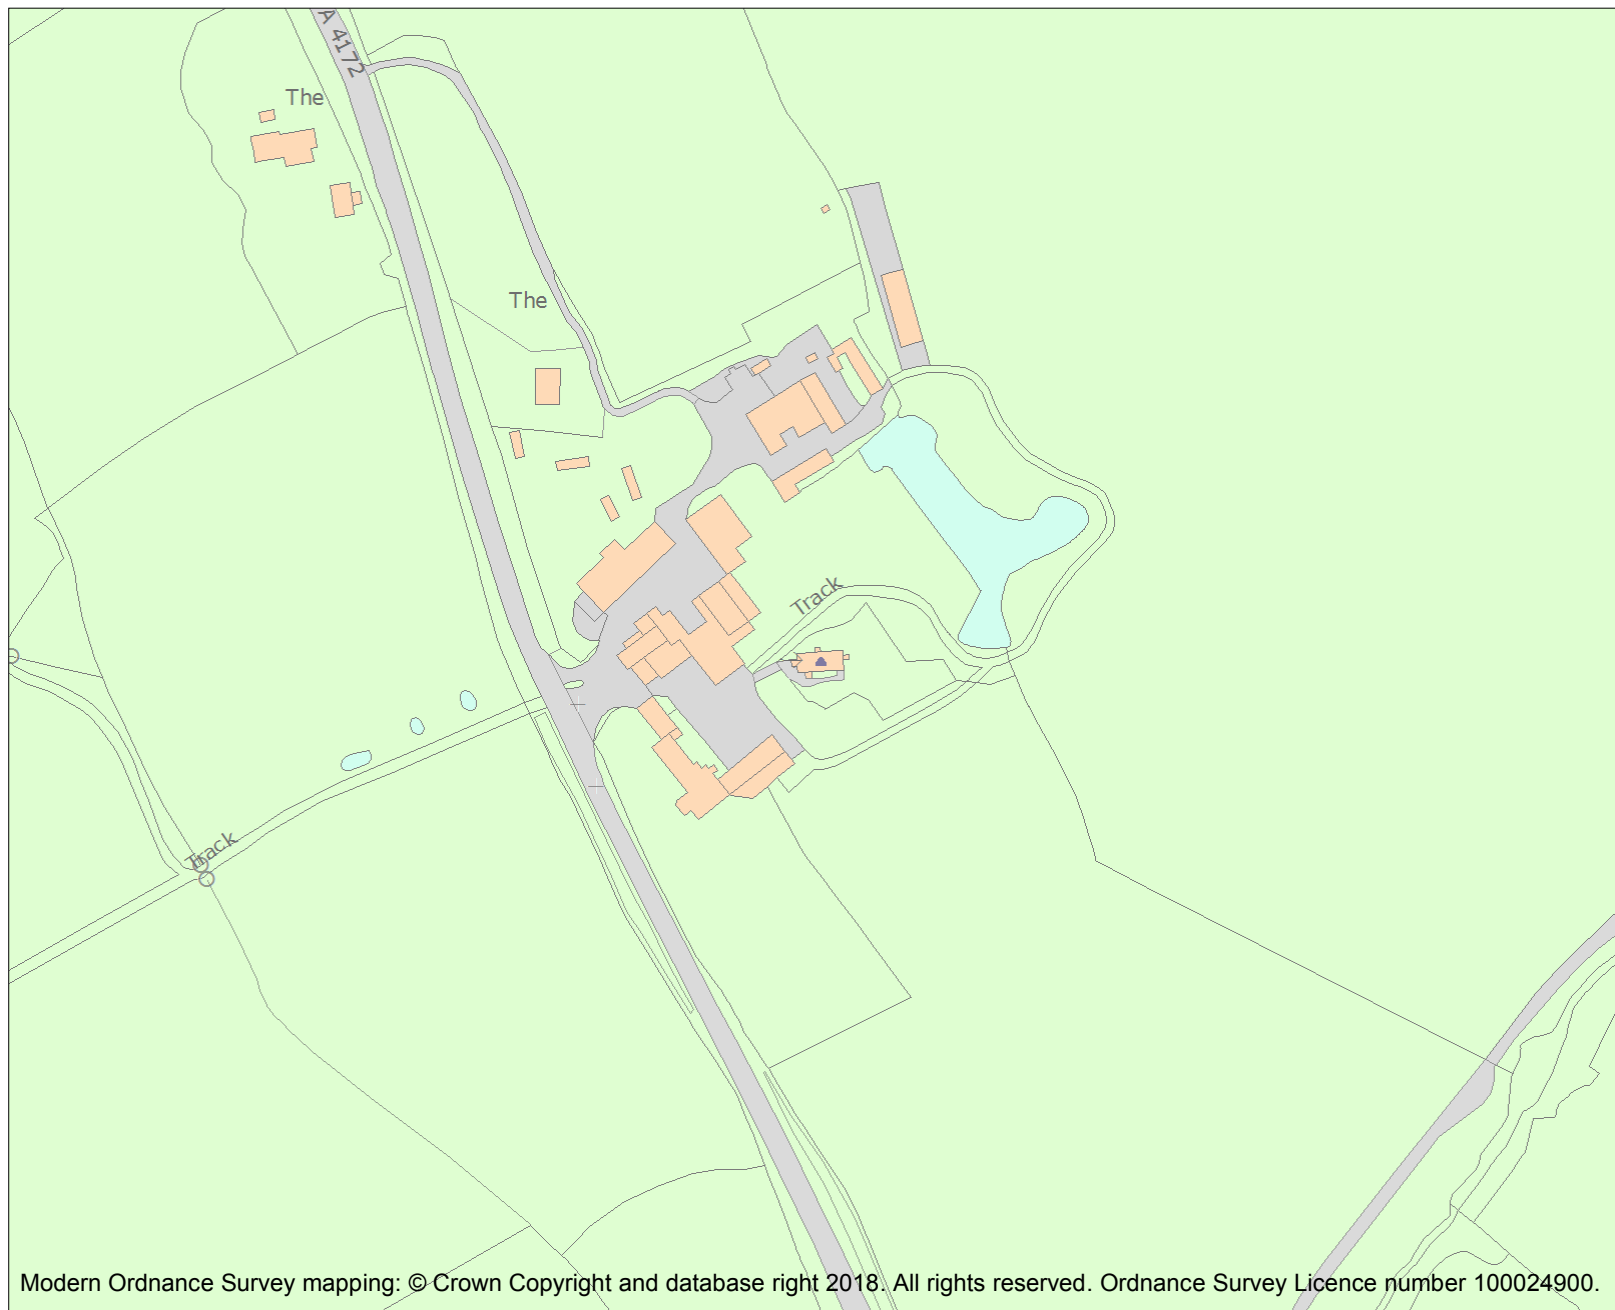 A 4172
The
The
Track
Track
Modern Ordnance Survey mapping: © Crown Copyright and database right 2018. All rights reserved. Ordnance Survey Licence number 100024900.